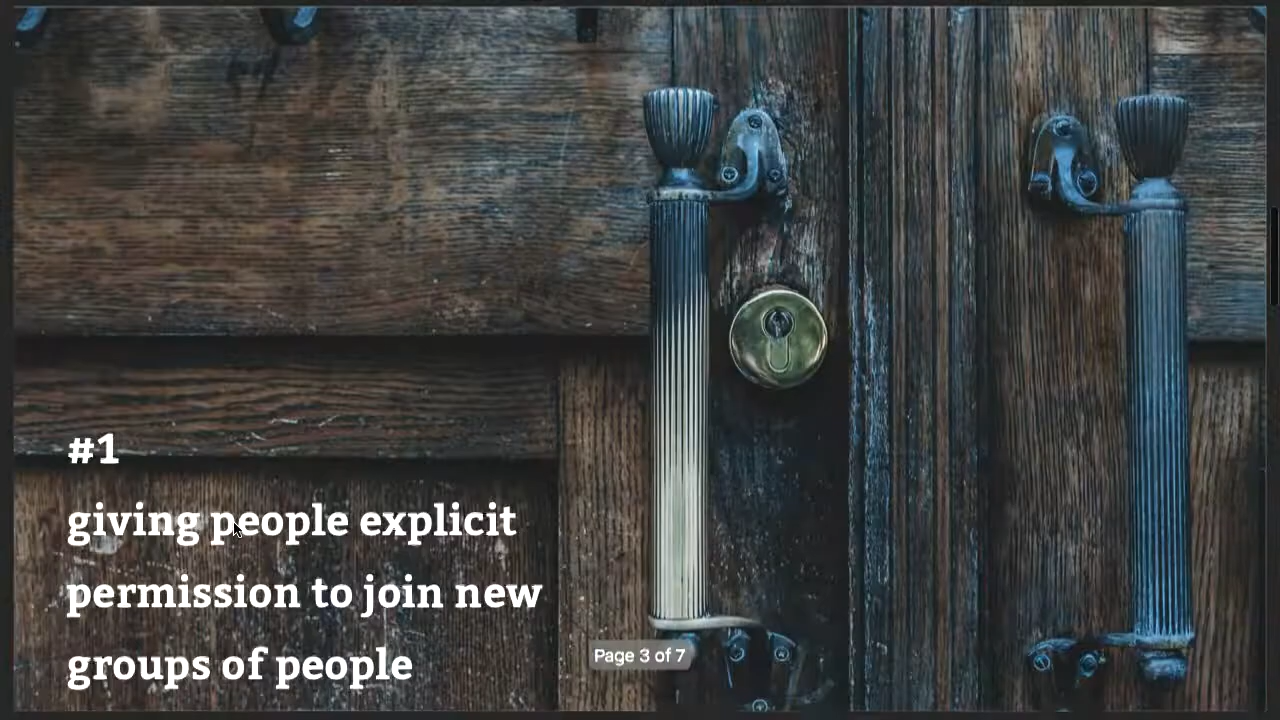 #1
giving people explicit
permission to join new
groups of people
Page 3 of 7